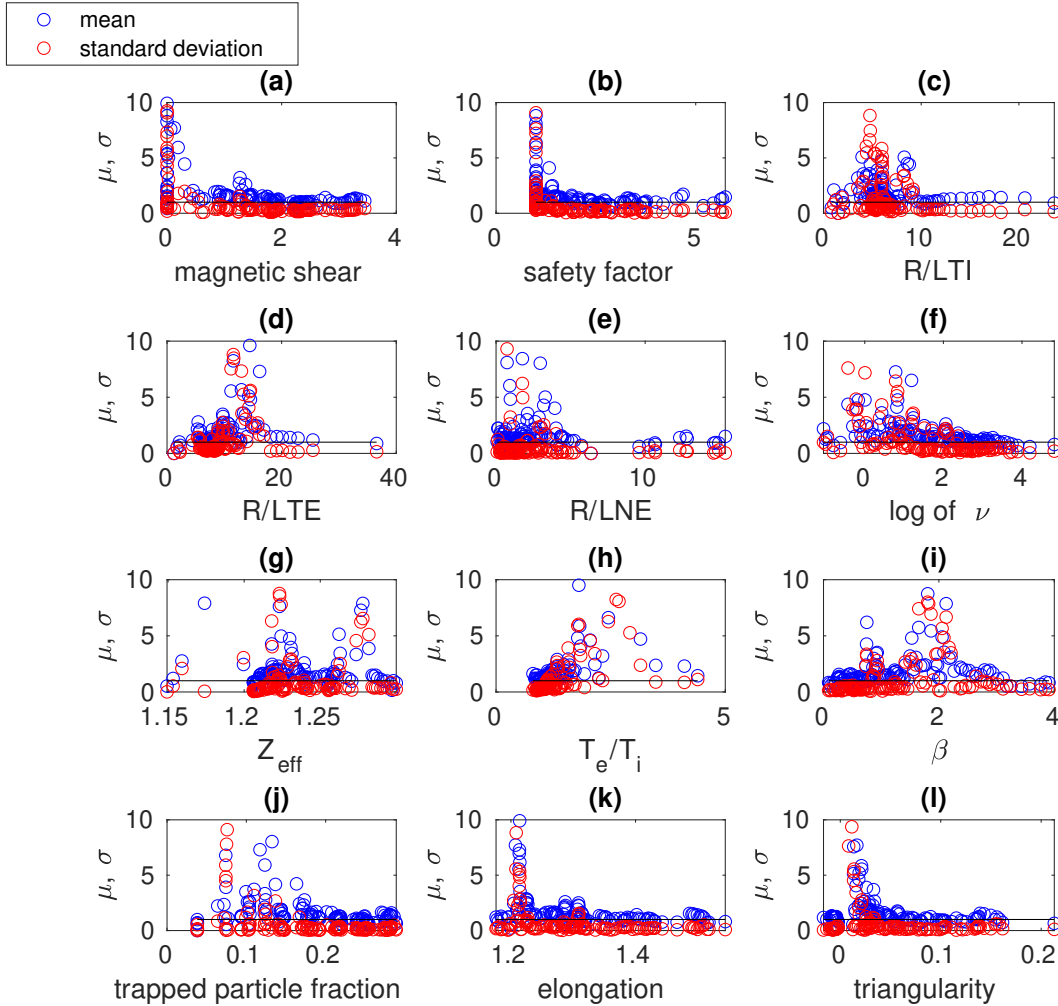 mean
standard deviation
(a) (b) (c)
μ, σ 10 5 0 μ, σ 10 5 0 μ, σ 10 5 0
0 2 4 0 5 0 10 20
magnetic shear safety factor R/LTI
(d) (e) (f)
μ, σ 10 5 0 μ, σ 10 5 0 μ, σ 10 5 0
0 20 40 0 10 0 2 4
R/LTE R/LNE log of ν
(g) (h) (i)
μ, σ 10 5 0 μ, σ 10 5 0 μ, σ 10 5 0
1.15 1.2 1.25 0 5 0 2 4
Z_eff T_e/T_i β
(j) (k) (l)
μ, σ 10 5 0 μ, σ 10 5 0 μ, σ 10 5 0
0 0.1 0.2 1.2 1.4 0 0.1 0.2
trapped particle fraction elongation triangularity